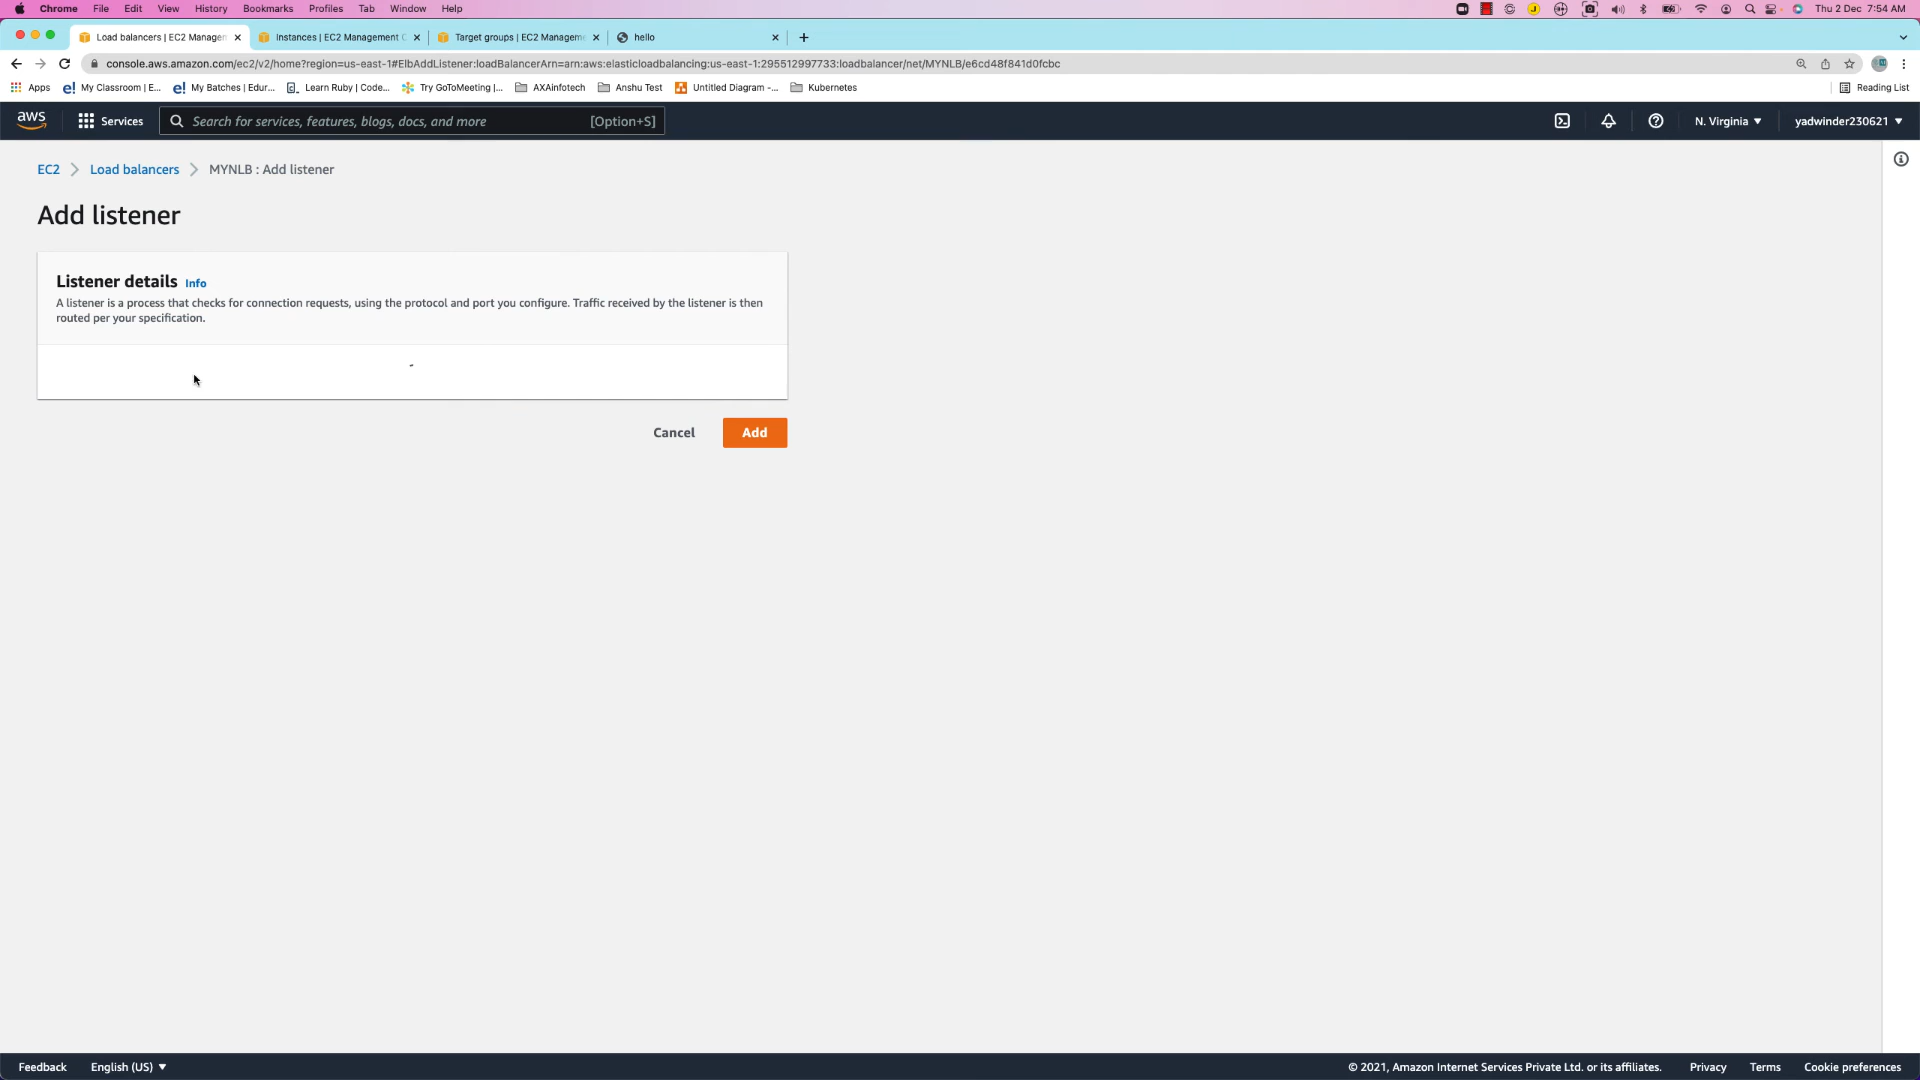 Chrome File Edit View History Bookmarks Profiles Tab Window Help Thu 2 Dec 7:54 AM
Load balancers | EC2 Managem Instances | EC2 Management C Target groups | EC2 Manageme hello
console.aws.amazon.com/ec2/v2/home?region=us-east-1#ElbAddListener:loadBalancerArn=arn:aws:elasticloadbalancing:us-east-1:295512997733:loadbalancer/net/MYNLB/e6cd48f841d0fcbc
Apps My Classroom | E... My Batches | Edur... Learn Ruby | Code... Try GoToMeeting |... AXAinfotech Anshu Test Untitled Diagram -... Kubernetes Reading List
aws Services Search for services, features, blogs, docs, and more [Option+S] N. Virginia yadwinder230621
EC2 Load balancers MYNLB : Add listener
Add listener
Listener details Info
A listener is a process that checks for connection requests, using the protocol and port you configure. Traffic received by the listener is then
routed per your specification.
Cancel Add
Feedback English (US) © 2021, Amazon Internet Services Private Ltd. or its affiliates. Privacy Terms Cookie preferences